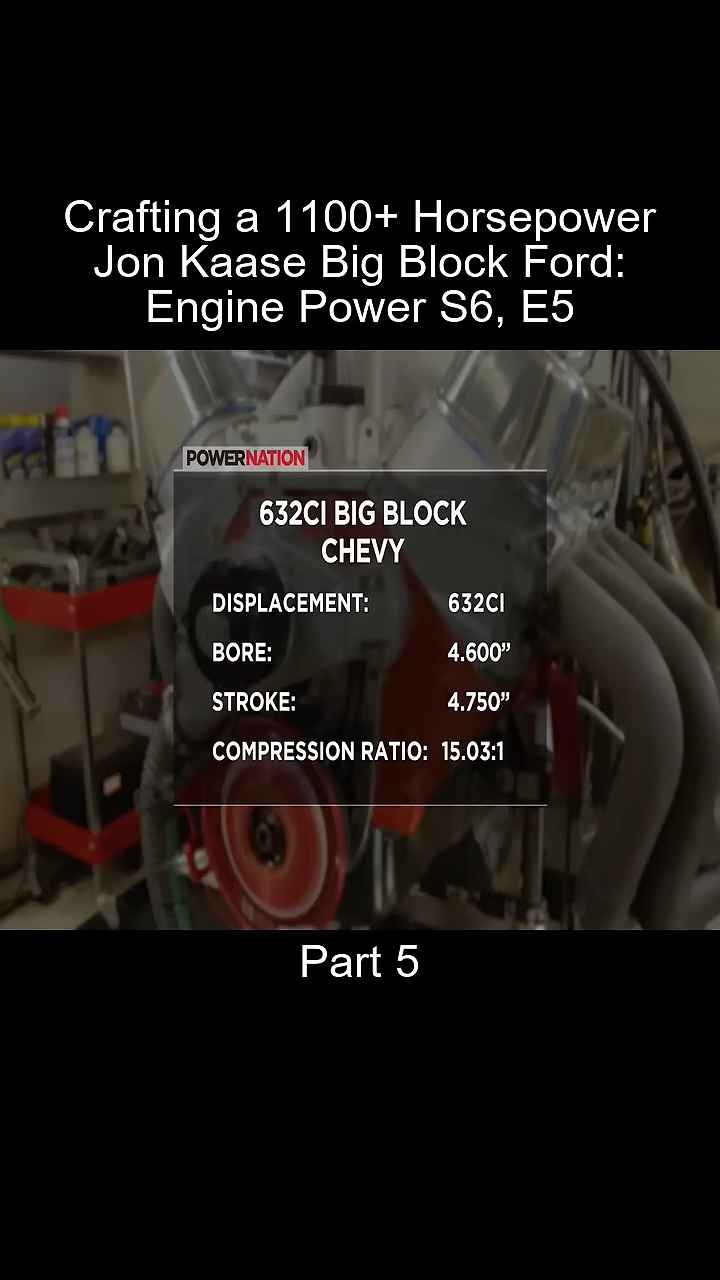 Crafting a 1100+ Horsepower
Jon Kaase Big Block Ford:
Engine Power S6, E5
POWERNATION
632CI BIG BLOCK
CHEVY
DISPLACEMENT: 632CI
BORE: 4.600”
STROKE: 4.750”
COMPRESSION RATIO: 15.03:1
Part 5